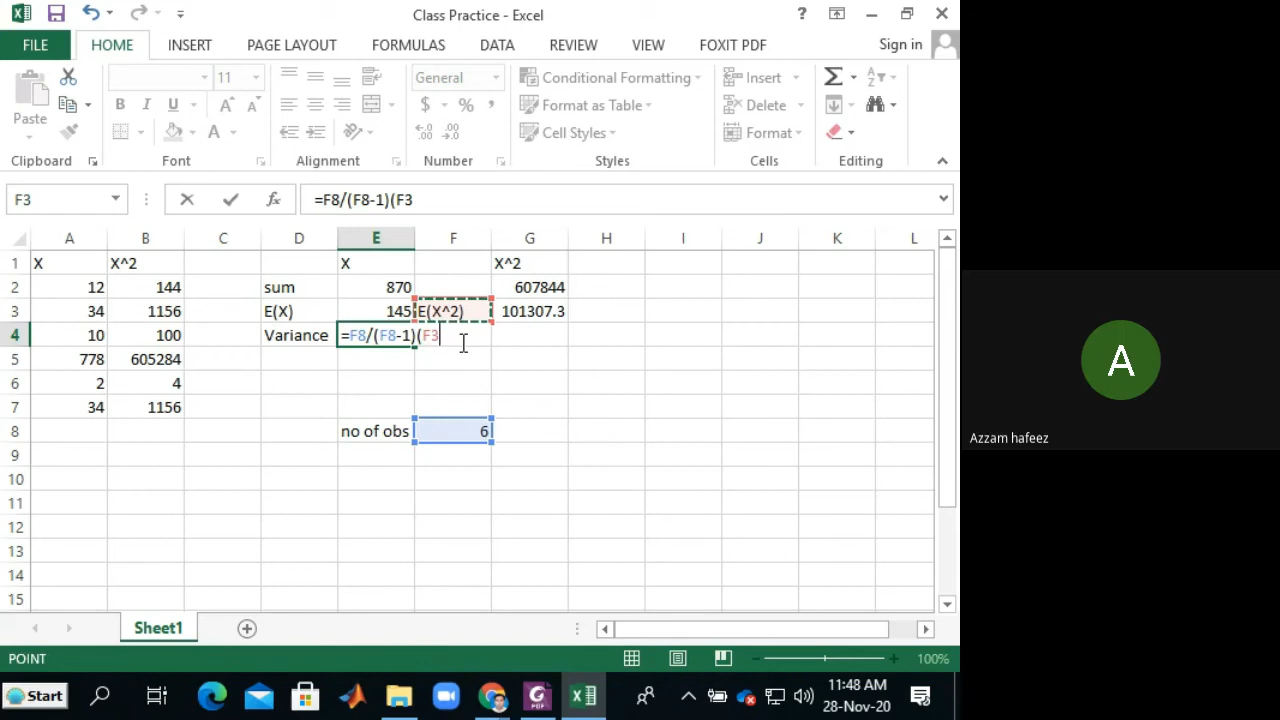 Class Practice - Excel
?
FILE HOME INSERT PAGE LAYOUT FORMULAS DATA REVIEW VIEW FOXIT PDF Sign in
Paste
11
B I U
A A
A
General
$ % ,
Conditional Formatting
Format as Table
Cell Styles
Insert
Delete
Format
Σ
Clipboard Font Alignment Number Styles Cells Editing
F3 fx =F8/(F8-1)(F3
A B C D E F G H I J K L
1 X X^2 X X^2
2 12 144 sum 870 607844
3 34 1156 E(X) 145 E(X^2) 101307.3
4 10 100 Variance =F8/(F8-1)(F3
5 778 605284
6 2 4
7 34 1156
8 no of obs 6
9
10
11
12
13
14
15
Sheet1
POINT 100%
Start
11:48 AM
28-Nov-20
A
Azzam hafeez